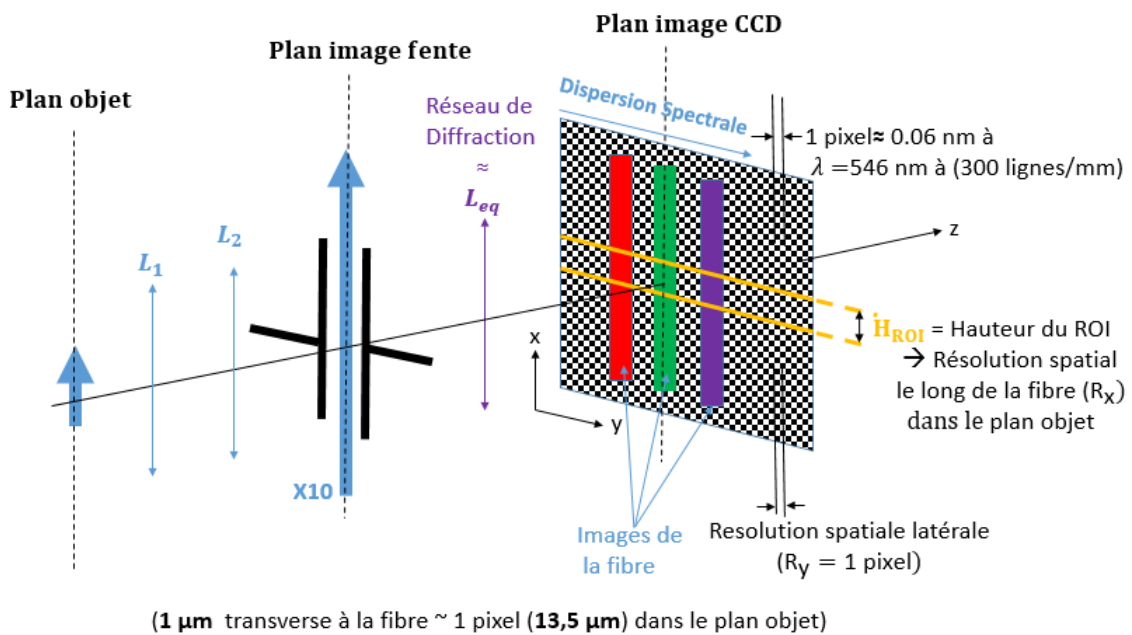 Plan image CCD
Plan image fente
Plan objet
Réseau de
Diffraction
≈
L_eq
Dispersion Spectrale
1 pixel≈ 0.06 nm à
λ =546 nm à (300 lignes/mm)
L_1
L_2
z
x
y
Ḣ_ROI = Hauteur du ROI
→ Résolution spatial
le long de la fibre (R_x)
dans le plan objet
X10
Images de
la fibre
Resolution spatiale latérale
(R_y = 1 pixel)
(1 µm transverse à la fibre ~ 1 pixel (13,5 µm) dans le plan objet)